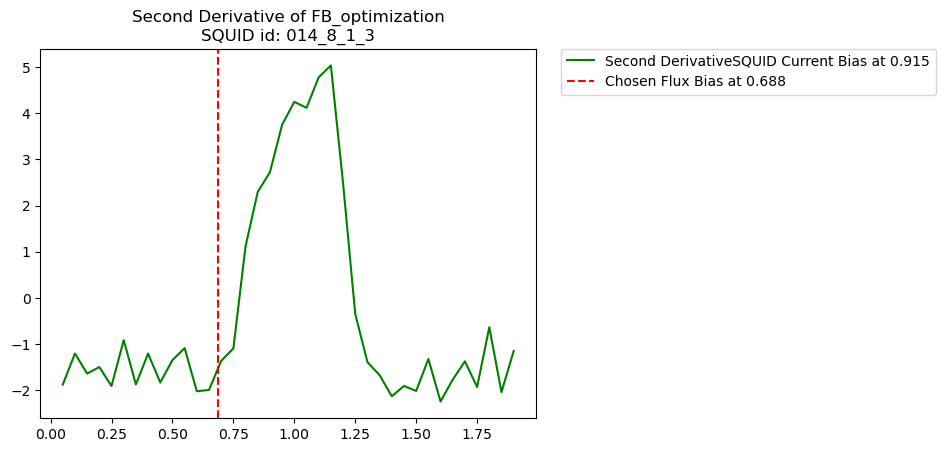 Second Derivative of FB_optimization
SQUID id: 014_8_1_3
Second DerivativeSQUID Current Bias at 0.915
Chosen Flux Bias at 0.688
5
4
3
2
1
0
−1
−2
0.00 0.25 0.50 0.75 1.00 1.25 1.50 1.75